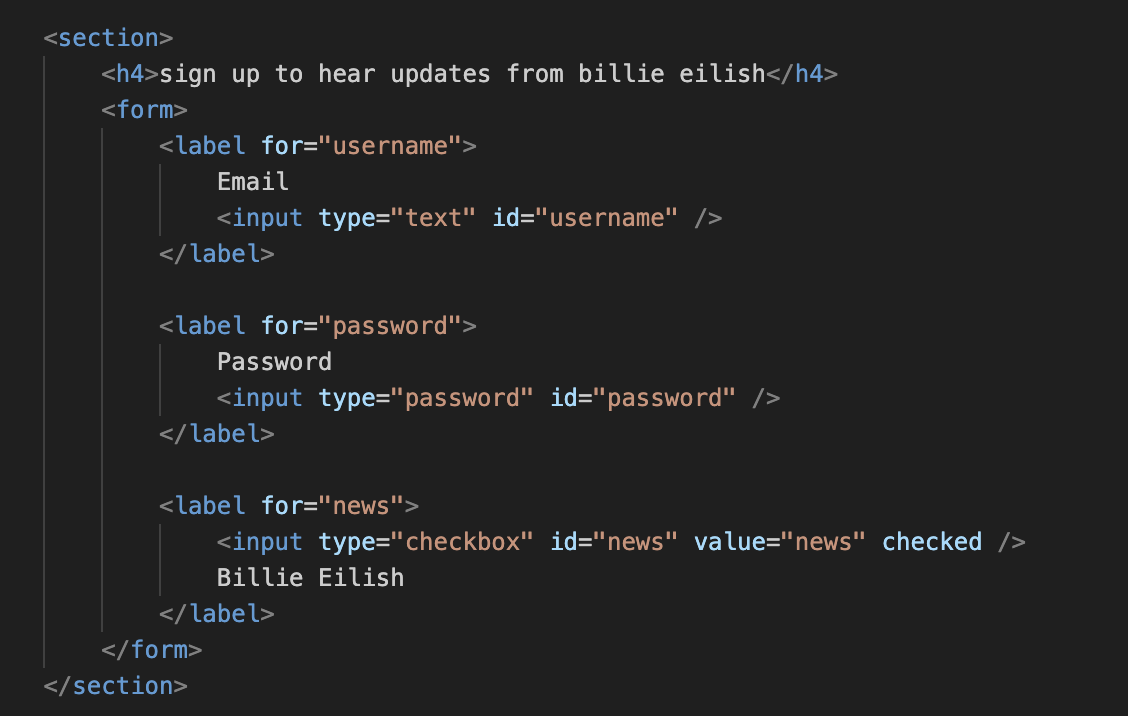 <section>
<h4>sign up to hear updates from billie eilish</h4>
<form>
<label for="username">
Email
<input type="text" id="username" />
</label>
<label for="password">
Password
<input type="password" id="password" />
</label>
<label for="news">
<input type="checkbox" id="news" value="news" checked />
Billie Eilish
</label>
</form>
</section>